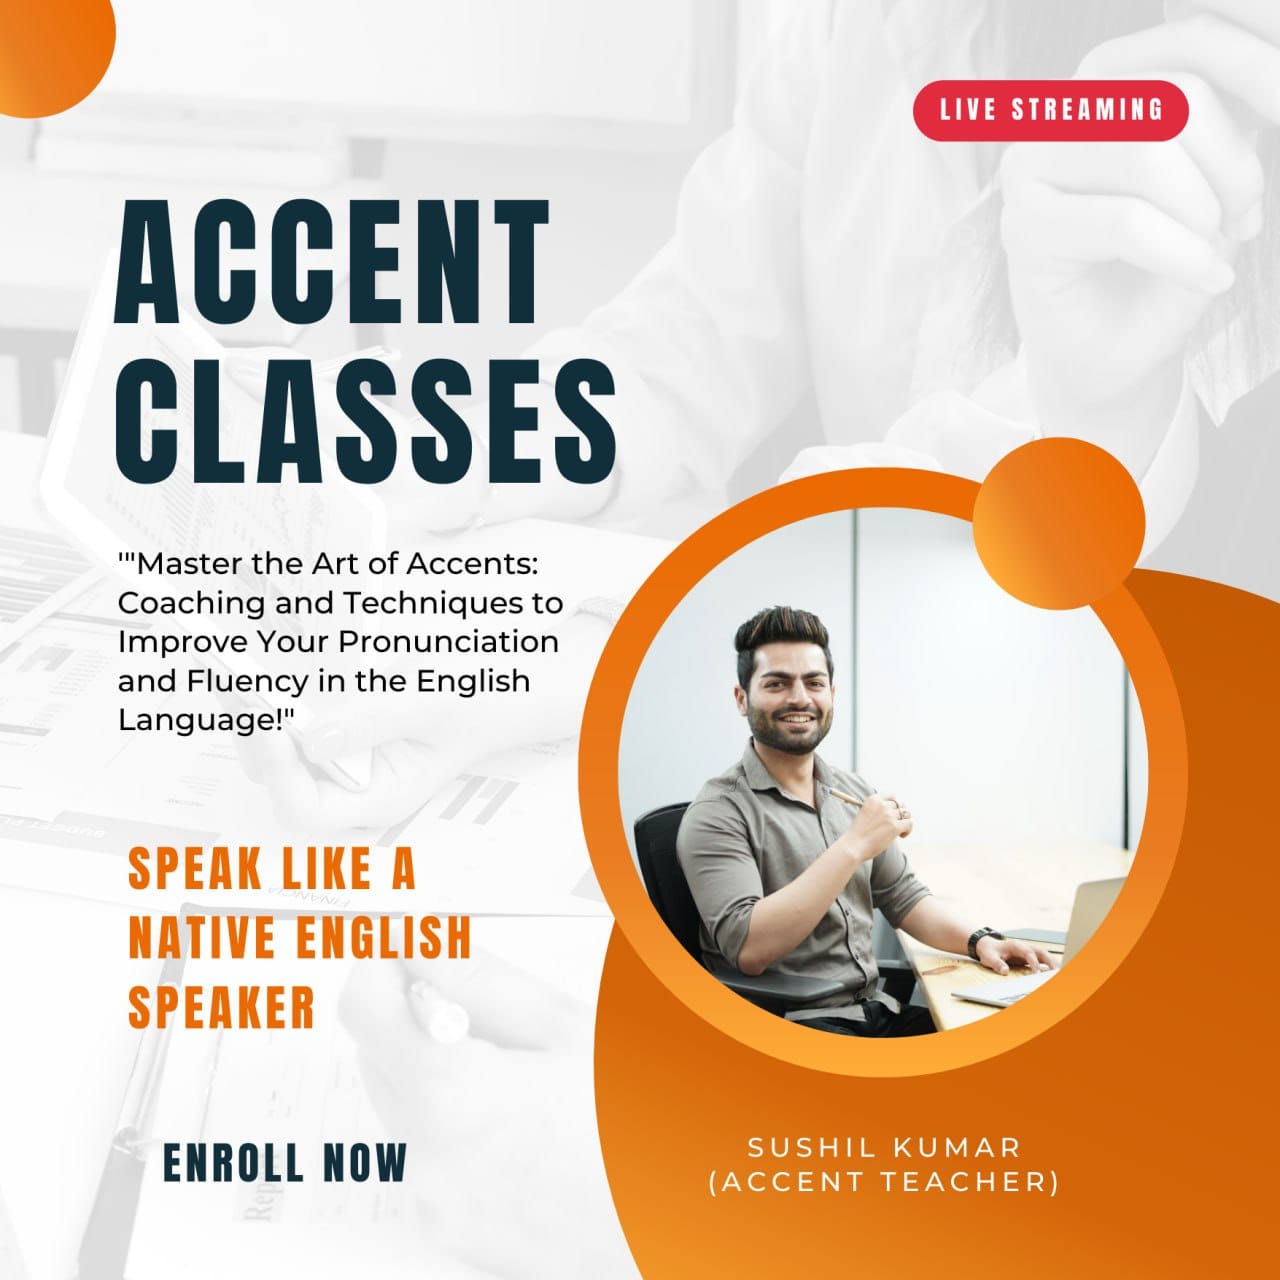 LIVE STREAMING
ACCENT
CLASSES
'"Master the Art of Accents:
Coaching and Techniques to
Improve Your Pronunciation
and Fluency in the English
Language!"
SPEAK LIKE A
NATIVE ENGLISH
SPEAKER
ENROLL NOW
SUSHIL KUMAR
(ACCENT TEACHER)